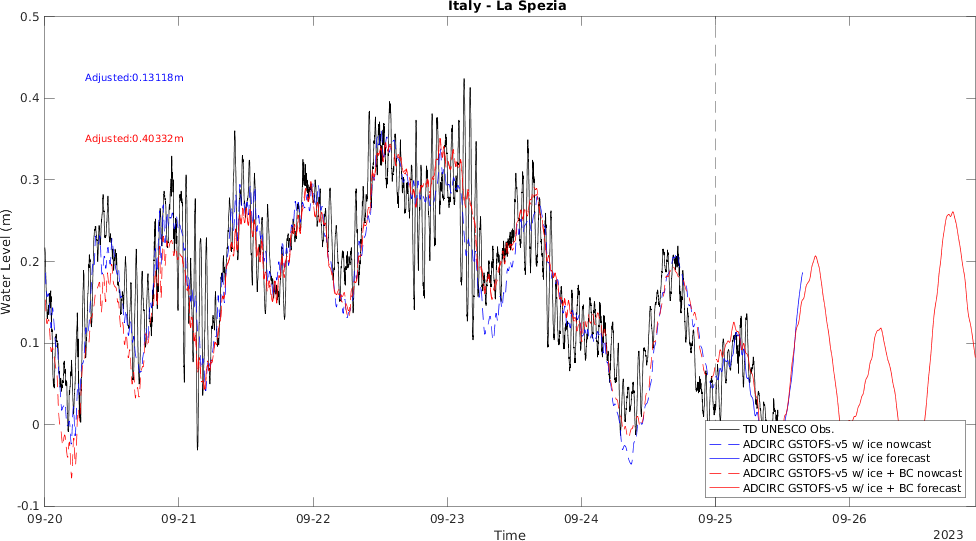 Italy - La Spezia
0.5
Adjusted:0.13118m
0.4
Adjusted:0.40332m
0.3
0.2
Water Level (m)
0.1
0
-0.1
TD UNESCO Obs.
ADCIRC GSTOFS-v5 w/ ice nowcast
ADCIRC GSTOFS-v5 w/ ice forecast
ADCIRC GSTOFS-v5 w/ice + BC nowcast
ADCIRC GSTOFS-v5 w/ice + BC forecast
09-20 09-21 09-22 09-23 09-24 09-25 09-26
Time
2023